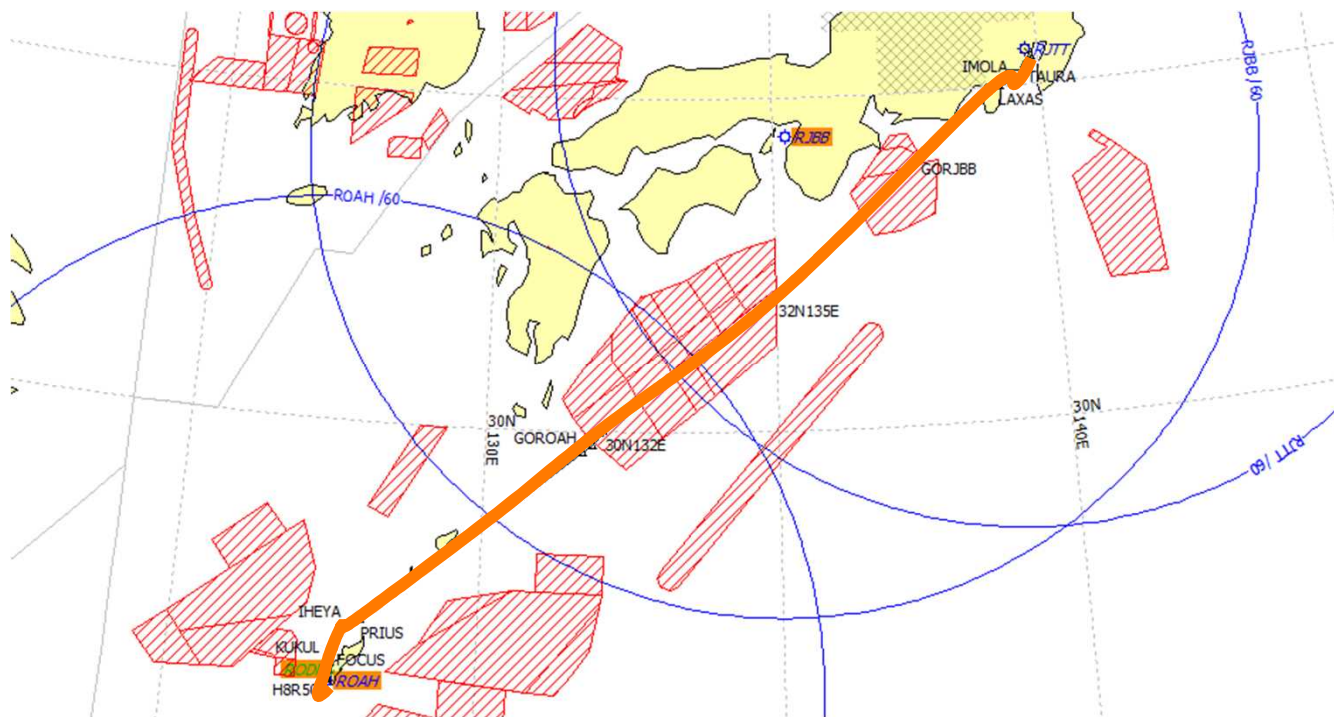 RJTT
IMOLA
TAURA
LAXAS
RJBB /60
RJBB
GORJBB
ROAH /60
32N135E
30N
130E
30N
140E
GOROAH
30N132E
RJTT /60
IHEYA
PRIUS
KUKUL
FOCUS
ROAH